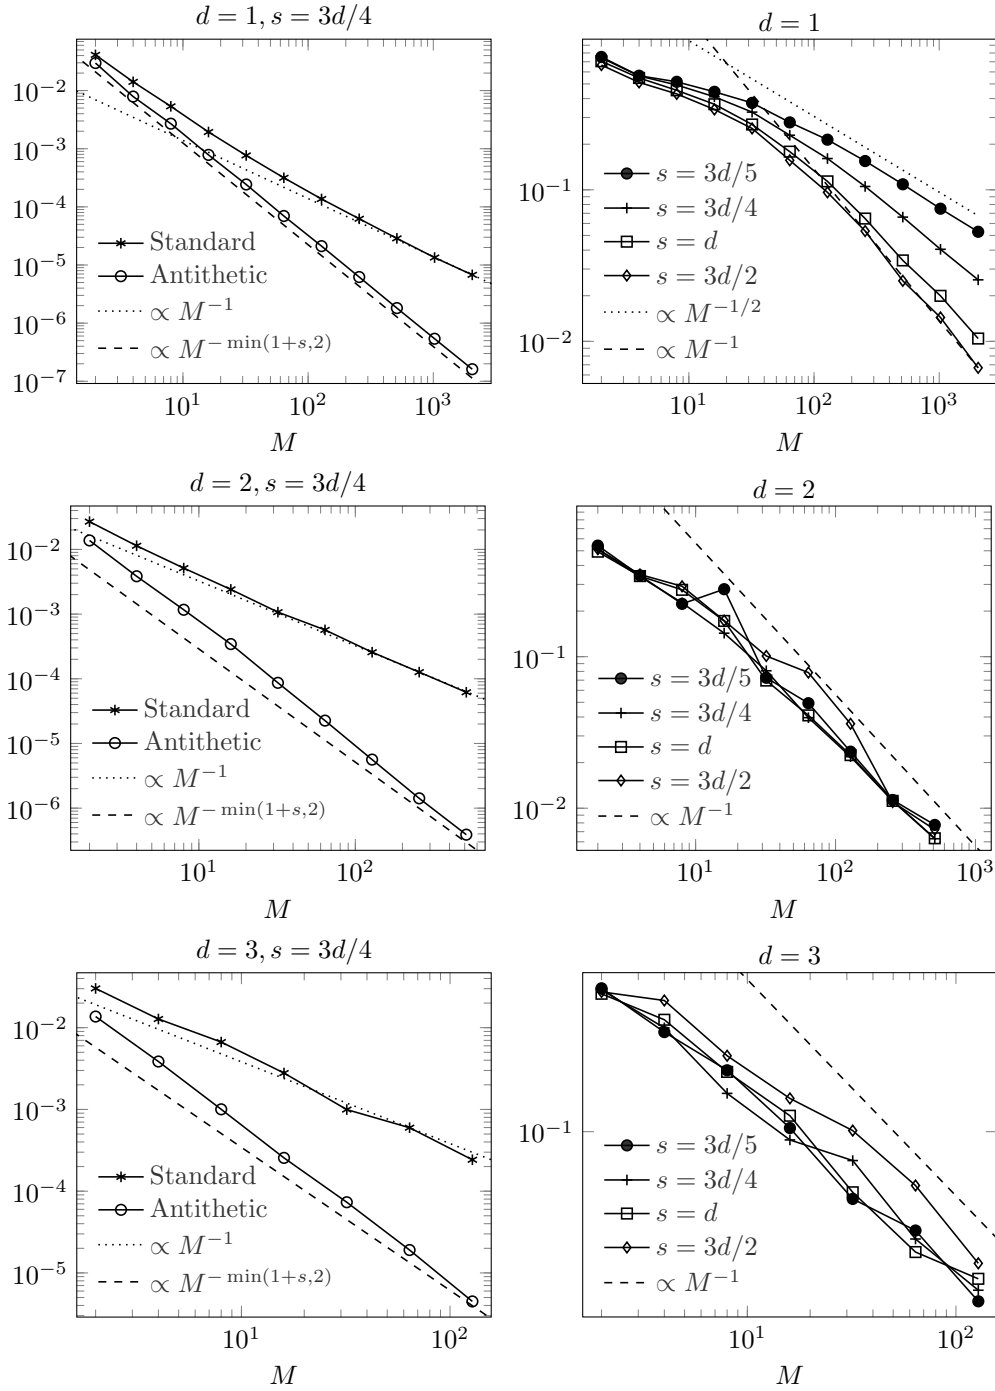 d = 1, s = 3d/4
10^{-2}
10^{-3}
10^{-4}
10^{-5}
10^{-6}
10^{-7}
Standard
Antithetic
∝ M^{-1}
∝ M^{-min(1+s,2)}
10^{1}
10^{2}
10^{3}
M
d = 1
10^{-1}
10^{-2}
s = 3d/5
s = 3d/4
s = d
s = 3d/2
∝ M^{-1/2}
∝ M^{-1}
10^{1}
10^{2}
10^{3}
M
d = 2, s = 3d/4
10^{-2}
10^{-3}
10^{-4}
10^{-5}
10^{-6}
Standard
Antithetic
∝ M^{-1}
∝ M^{-min(1+s,2)}
10^{1}
10^{2}
M
d = 2
10^{-1}
10^{-2}
s = 3d/5
s = 3d/4
s = d
s = 3d/2
∝ M^{-1}
10^{1}
10^{2}
10^{3}
M
d = 3, s = 3d/4
10^{-2}
10^{-3}
10^{-4}
10^{-5}
Standard
Antithetic
∝ M^{-1}
∝ M^{-min(1+s,2)}
10^{1}
10^{2}
M
d = 3
10^{-1}
s = 3d/5
s = 3d/4
s = d
s = 3d/2
∝ M^{-1}
10^{1}
10^{2}
M